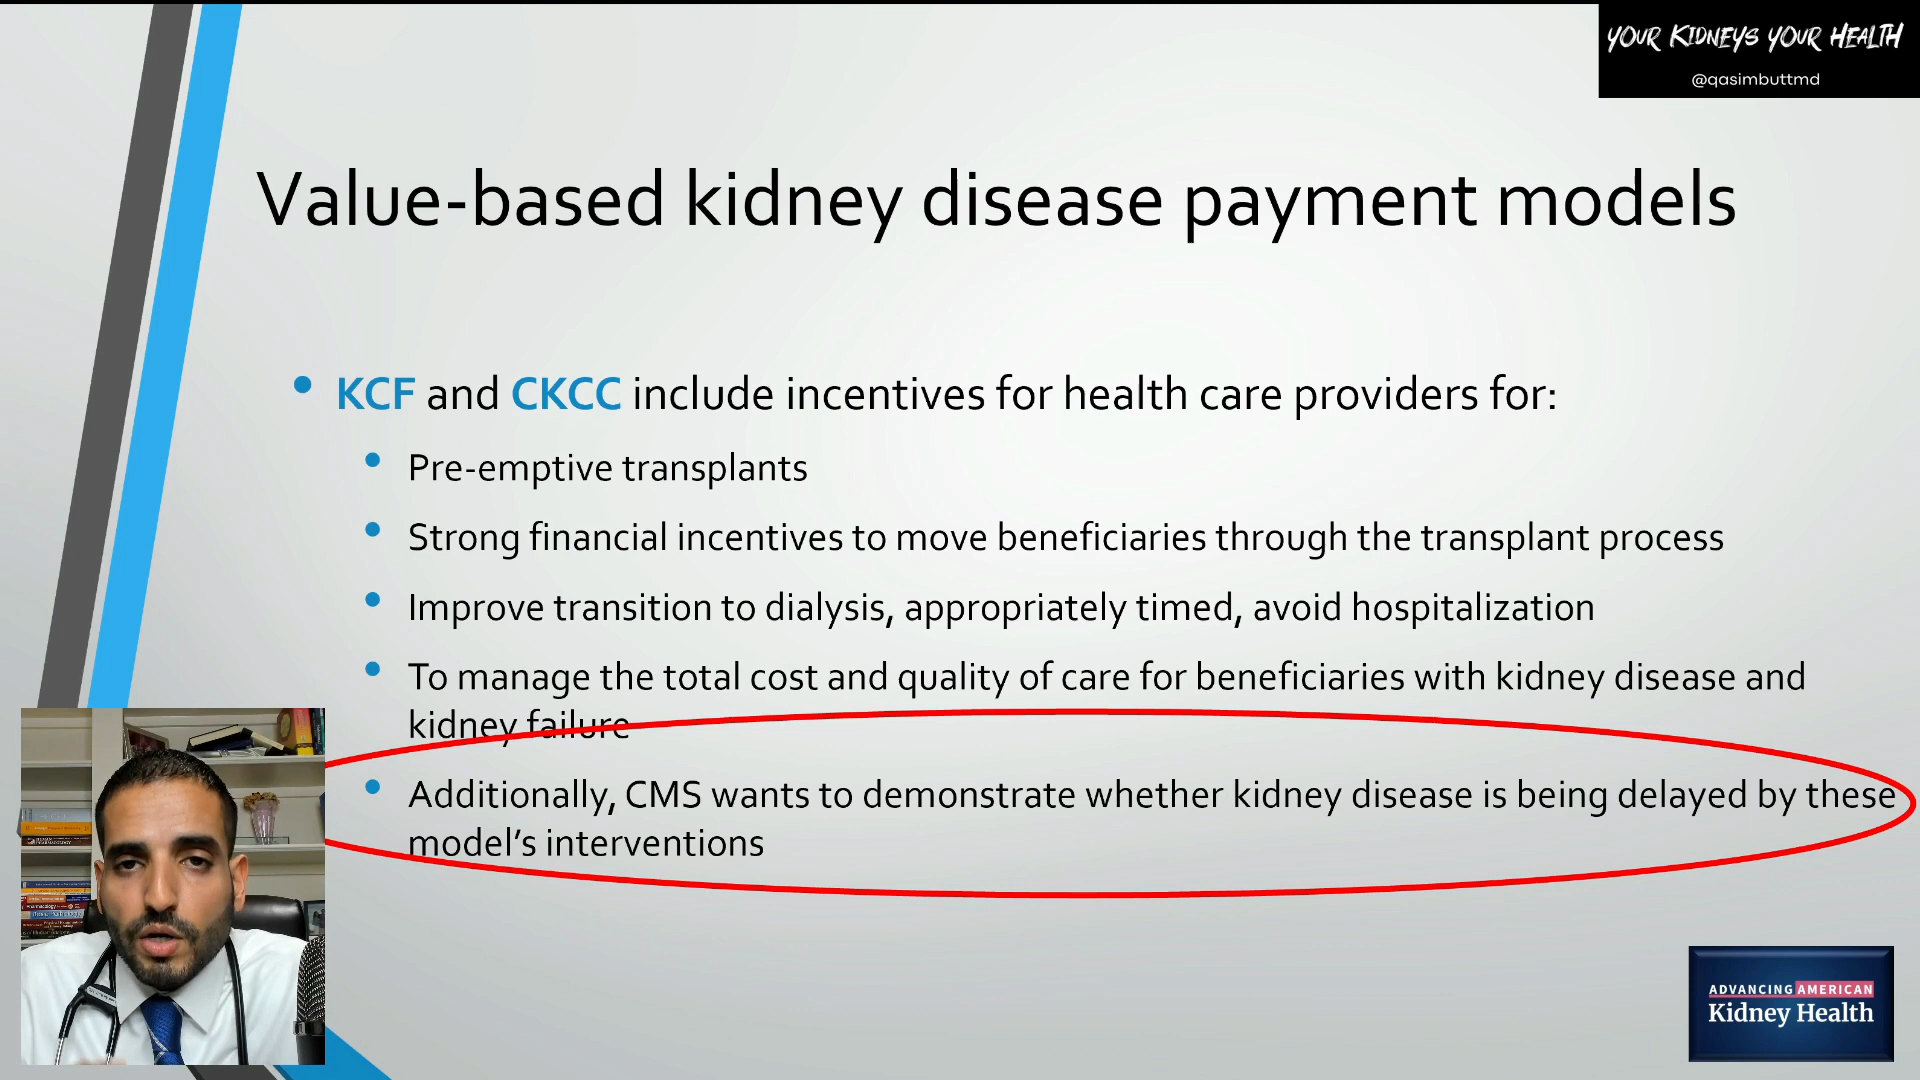 YOUR KIDNEYS YOUR HEALTH
@qasimbuttmd
Value-based kidney disease payment models
KCF and CKCC include incentives for health care providers for:
Pre-emptive transplants
Strong financial incentives to move beneficiaries through the transplant process
Improve transition to dialysis, appropriately timed, avoid hospitalization
To manage the total cost and quality of care for beneficiaries with kidney disease and
kidney failure
Additionally, CMS wants to demonstrate whether kidney disease is being delayed by these
model’s interventions
ADVANCING AMERICAN
Kidney Health